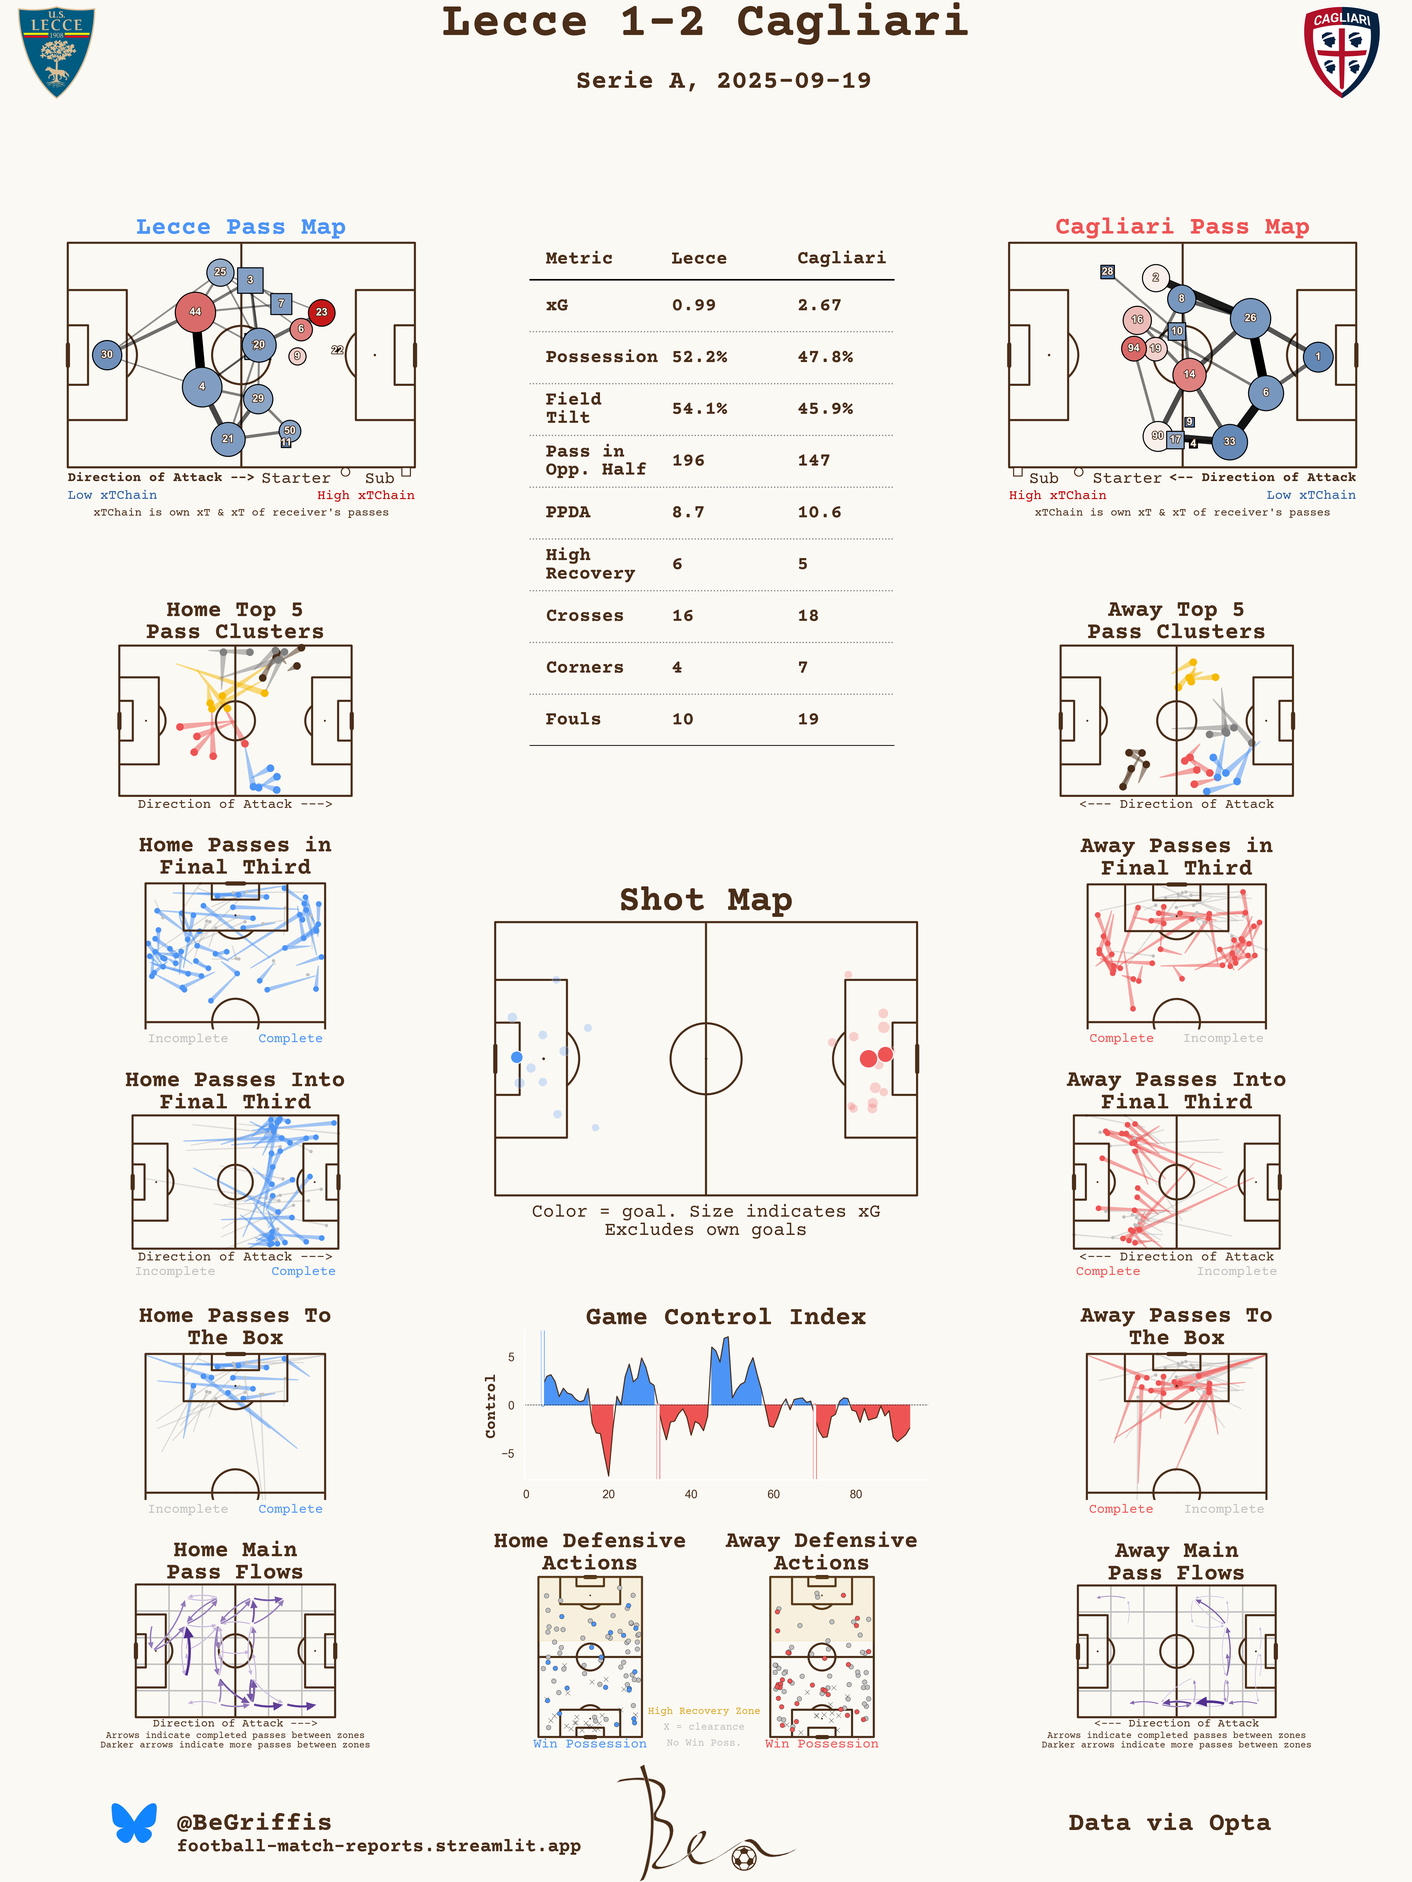 Lecce 1-2 Cagliari
Serie A, 2025-09-19
U.S.
LECCE
1908
CAGLIARI
Lecce Pass Map
25
3
7
44
23
6
20
9
22
30
4
29
50
11
21
Direction of Attack --> Starter Sub
Low xTChain High xTChain
xTChain is own xT & xT of receiver's passes
Metric Lecce Cagliari
xG 0.99 2.67
Possession 52.2% 47.8%
Field
Tilt 54.1% 45.9%
Pass in
Opp. Half 196 147
PPDA 8.7 10.6
High
Recovery 6 5
Crosses 16 18
Corners 4 7
Fouls 10 19
Cagliari Pass Map
28
2
8
16
26
10
94
19
1
14
6
9
90
17
4
33
Sub Starter <-- Direction of Attack
High xTChain Low xTChain
xTChain is own xT & xT of receiver's passes
Home Top 5
Pass Clusters
Direction of Attack --->
Away Top 5
Pass Clusters
<--- Direction of Attack
Home Passes in
Final Third
Incomplete Complete
Away Passes in
Final Third
Complete Incomplete
Shot Map
Color = goal. Size indicates xG
Excludes own goals
Home Passes Into
Final Third
Direction of Attack --->
Incomplete Complete
Away Passes Into
Final Third
<--- Direction of Attack
Complete Incomplete
Home Passes To
The Box
Incomplete Complete
Game Control Index
Control
5
0
−5
0 20 40 60 80
Away Passes To
The Box
Complete Incomplete
Home Main
Pass Flows
Direction of Attack --->
Arrows indicate completed passes between zones
Darker arrows indicate more passes between zones
Home Defensive
Actions
Win Possession
Away Defensive
Actions
Win Possession
High Recovery Zone
X = clearance
No Win Poss.
Away Main
Pass Flows
<--- Direction of Attack
Arrows indicate completed passes between zones
Darker arrows indicate more passes between zones
@BeGriffis
football-match-reports.streamlit.app
Ben
Data via Opta